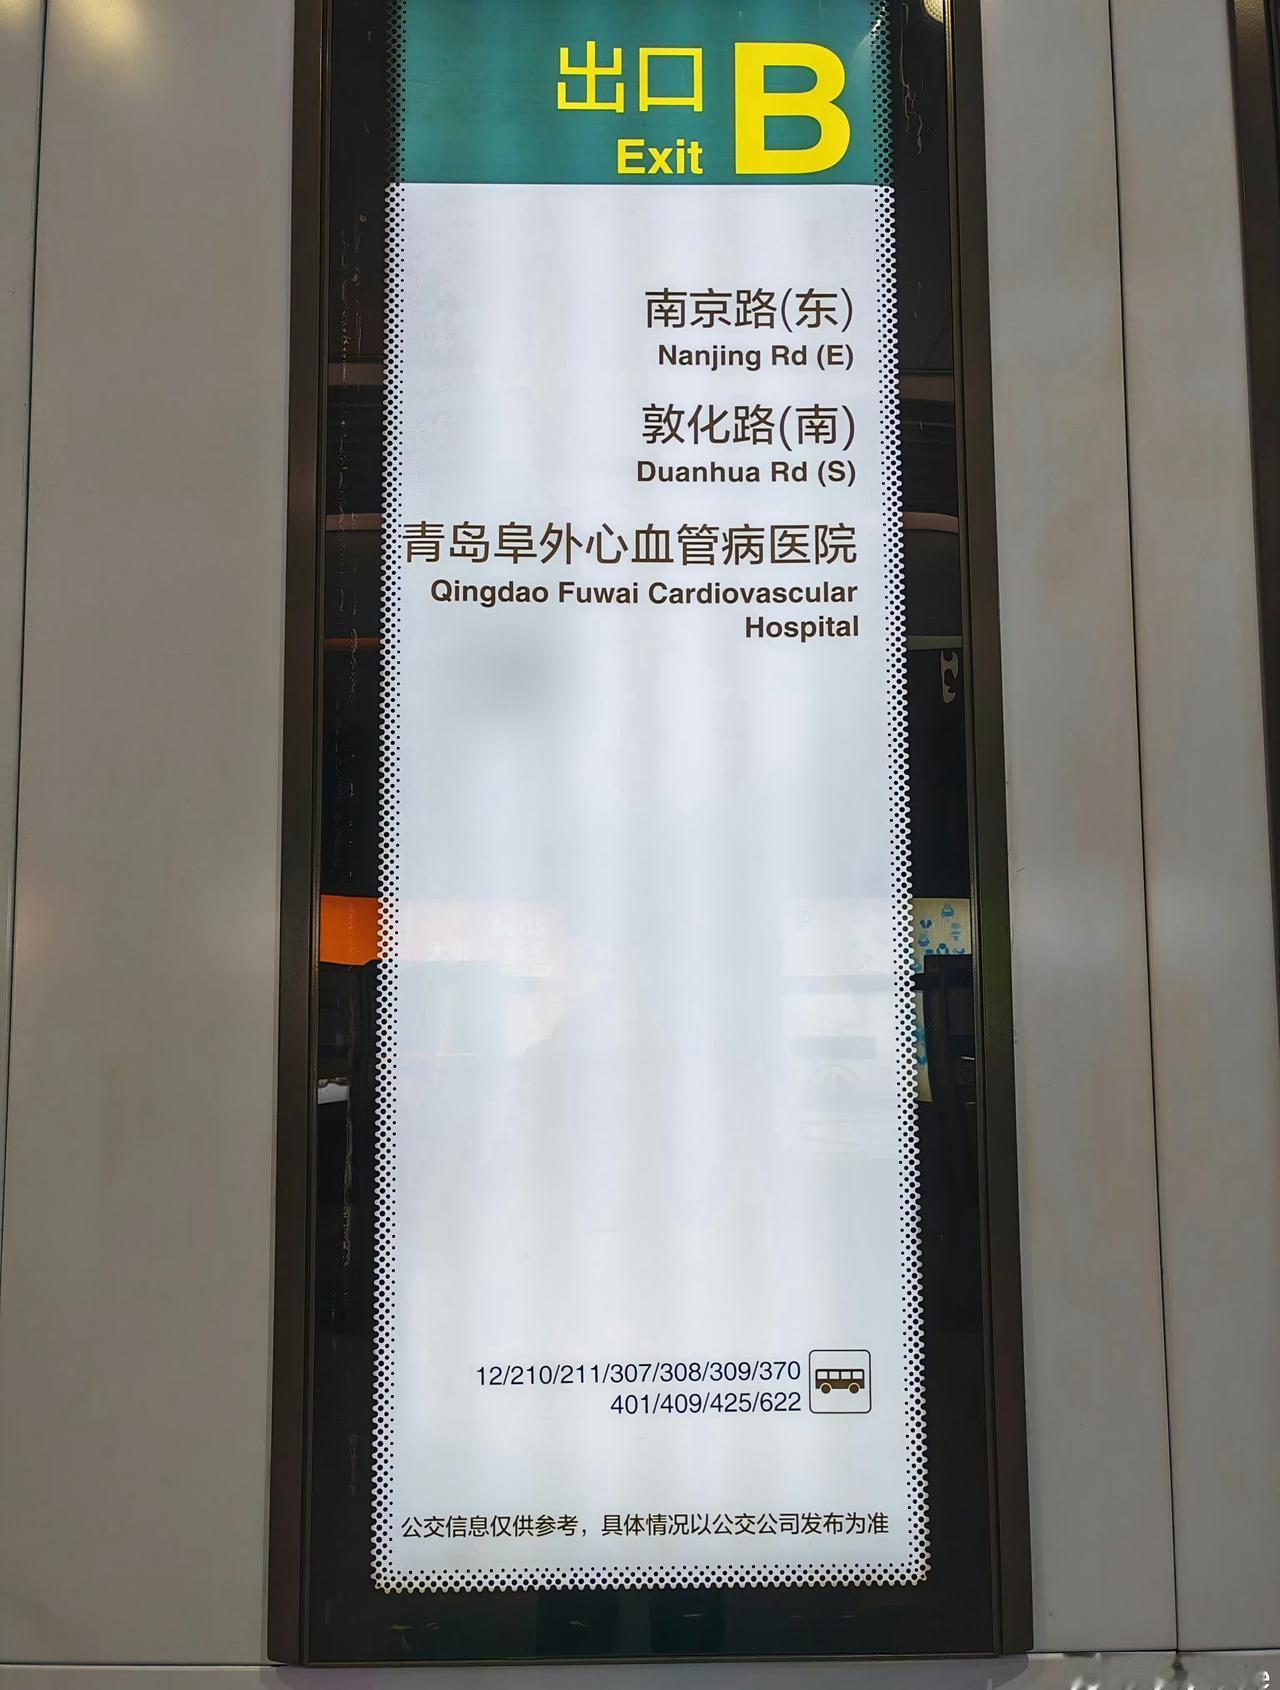 出口 B
Exit
南京路(东)
Nanjing Rd (E)
敦化路(南)
Duanhua Rd (S)
青岛阜外心血管病医院
Qingdao Fuwai Cardiovascular
Hospital
12/210/211/307/308/309/370
401/409/425/622
公交信息仅供参考，具体情况以公交公司发布为准